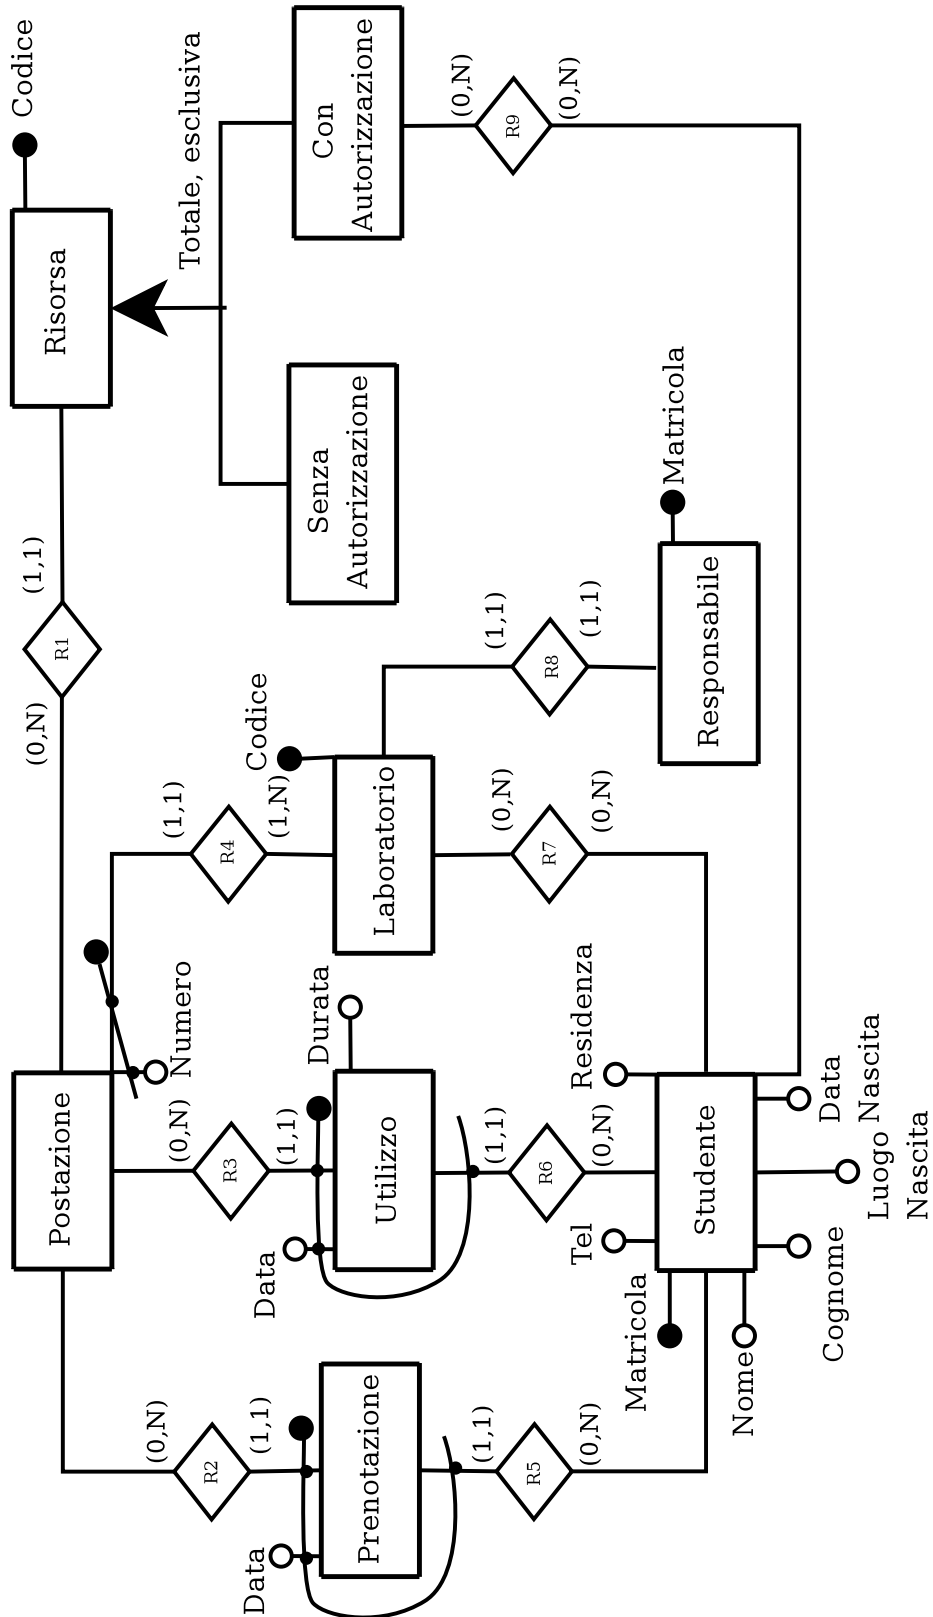 Codice
Risorsa
Totale, esclusiva
Con
Autorizzazione
(0,N)
R9
(0,N)
Senza
Autorizzazione
(1,1)
R1
(0,N)
Matricola
Responsabile
(1,1)
R8
(1,1)
Codice
(1,1)
R4
(1,N)
Laboratorio
(0,N)
R7
(0,N)
Numero
Durata
Residenza
Postazione
(0,N)
R3
(1,1)
Utilizzo
(1,1)
R6
(0,N)
Studente
Data
Nascita
Luogo
Nascita
Data
Tel
Matricola
Nome
Cognome
(0,N)
R2
(1,1)
Prenotazione
(1,1)
R5
(0,N)
Data